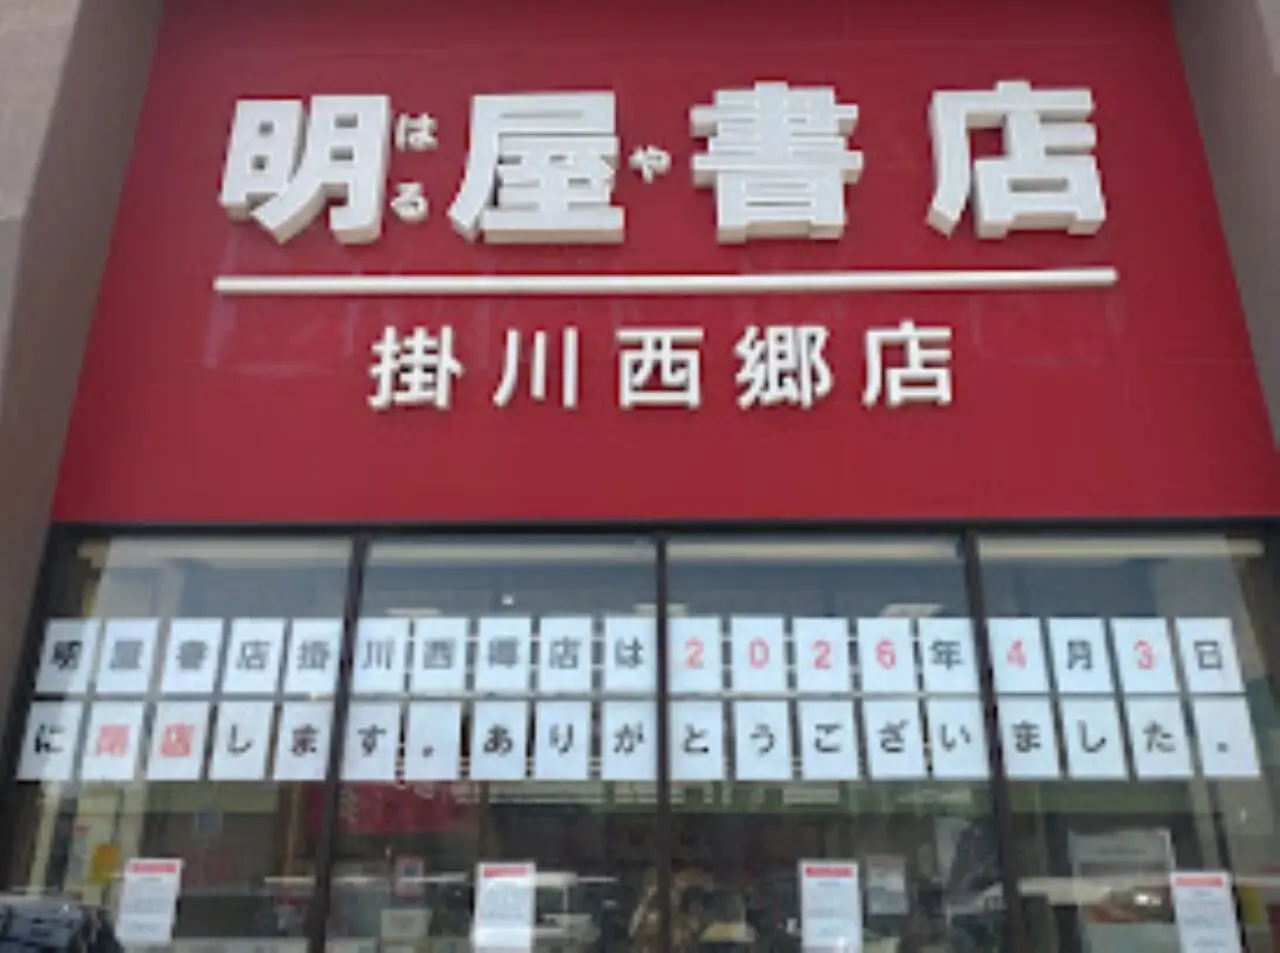 明屋書店
はるや
掛川西郷店
明屋書店掛川西郷店は2026年4月3日
に閉店します。ありがとうございました。